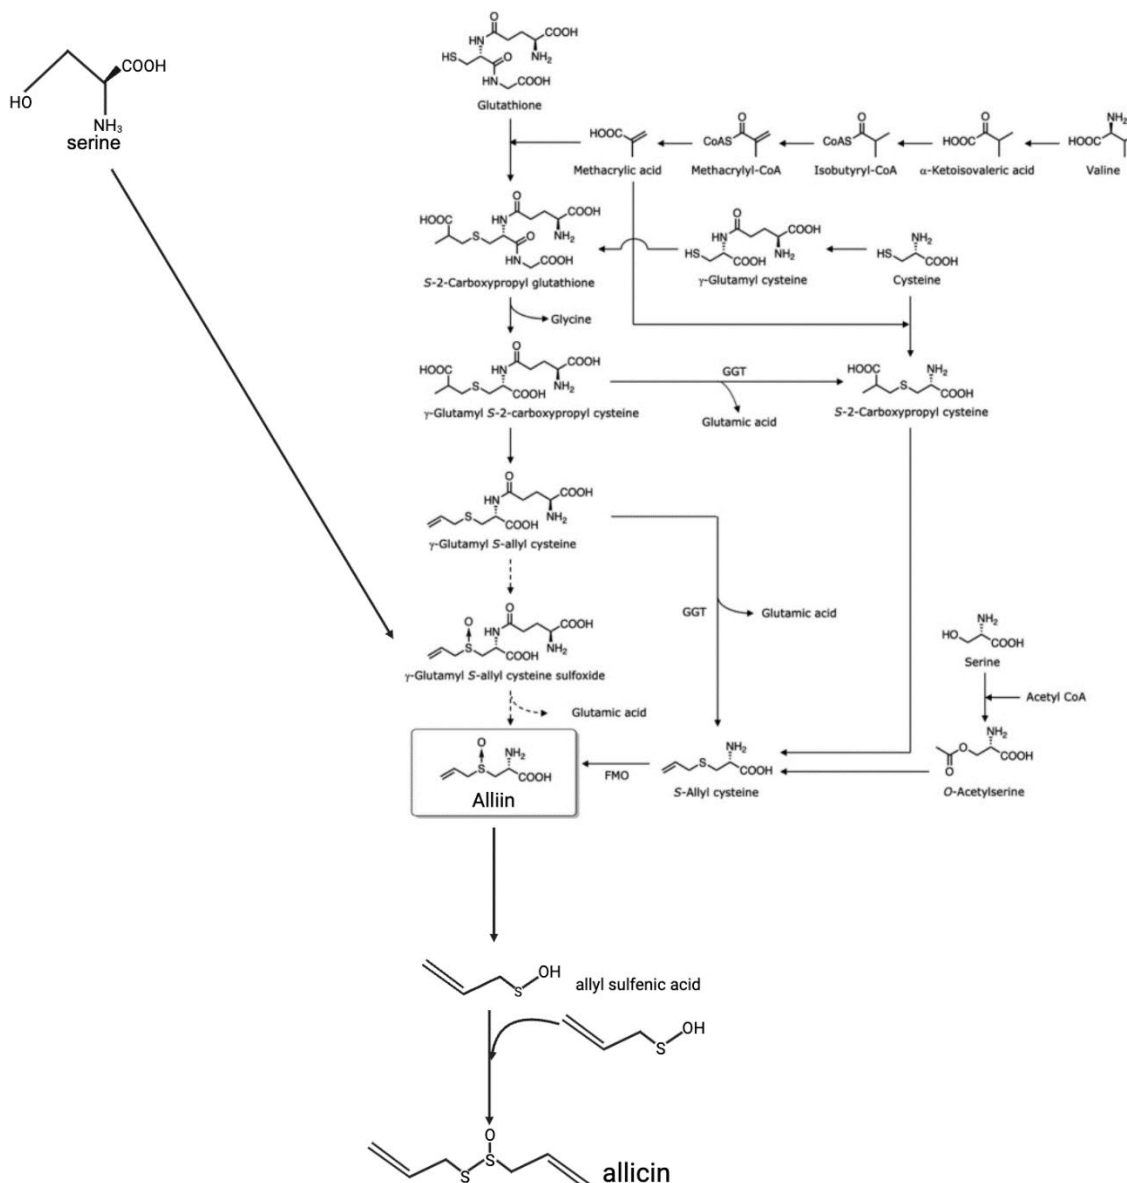 O
HN
COOH
NH₂
HS
O
HN
COOH
Glutathione
COOH
HO
NH₃
serine
HOOC
Methacrylic acid
O
CoAS
Methacrylyl-CoA
O
CoAS
Isobutyryl-CoA
O
HOOC
α-Ketoisovaleric acid
NH₂
HOOC
Valine
O
HOOC
HN
COOH
S
NH₂
O
HN
COOH
S-2-Carboxypropyl glutathione
O
HN
COOH
HS
COOH
NH₂
γ-Glutamyl cysteine
NH₂
HS
COOH
Cysteine
Glycine
O
HOOC
HN
COOH
S
NH₂
COOH
γ-Glutamyl S-2-carboxypropyl cysteine
GGT
Glutamic acid
HOOC
NH₂
S
COOH
S-2-Carboxypropyl cysteine
O
HN
COOH
S
NH₂
COOH
γ-Glutamyl S-allyl cysteine
GGT
Glutamic acid
O
O
HN
COOH
S
NH₂
COOH
γ-Glutamyl S-allyl cysteine sulfoxide
Glutamic acid
NH₂
HO
COOH
Serine
Acetyl CoA
NH₂
O
COOH
O
O-Acetylserine
O
NH₂
S
COOH
Alliin
FMO
NH₂
S
COOH
S-Allyl cysteine
OH
S
allyl sulfenic acid
OH
S
O
S
S
allicin